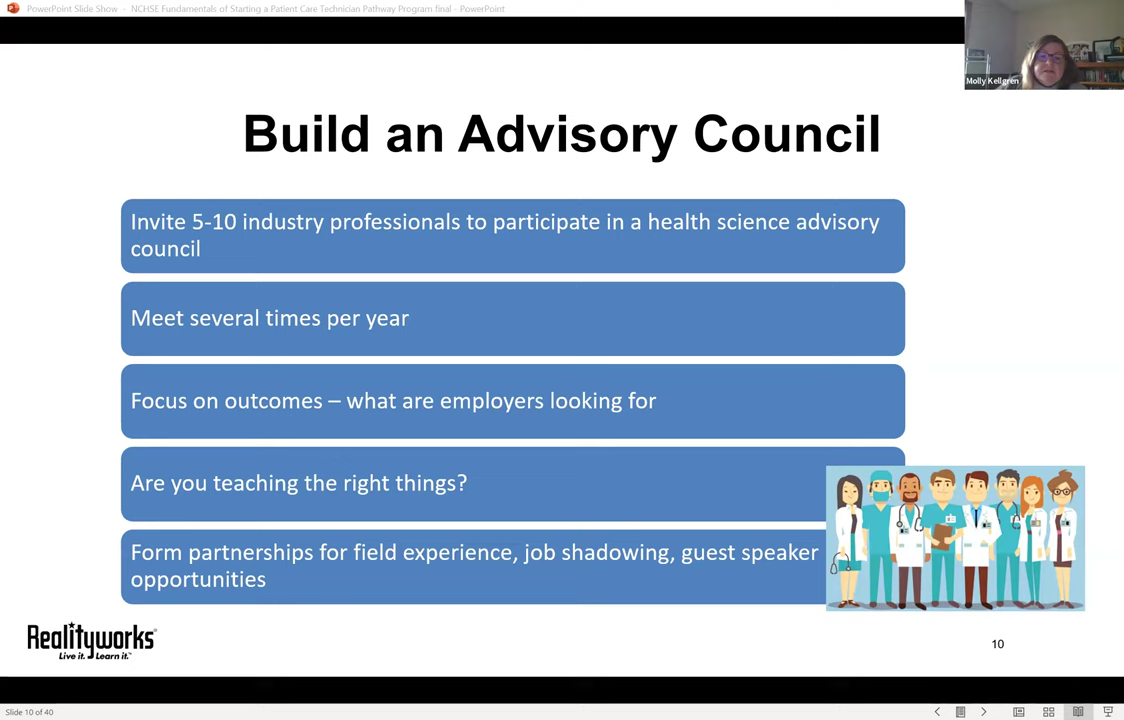 PowerPoint Slide Show - NCHSE Fundamentals of Starting a Patient Care Technician Pathway Program final - PowerPoint
Molly Kellgren
Build an Advisory Council
Invite 5-10 industry professionals to participate in a health science advisory
council
Meet several times per year
Focus on outcomes – what are employers looking for
Are you teaching the right things?
Form partnerships for field experience, job shadowing, guest speaker
opportunities
Realityworks®
Live it. Learn it.™
10
Slide 10 of 40